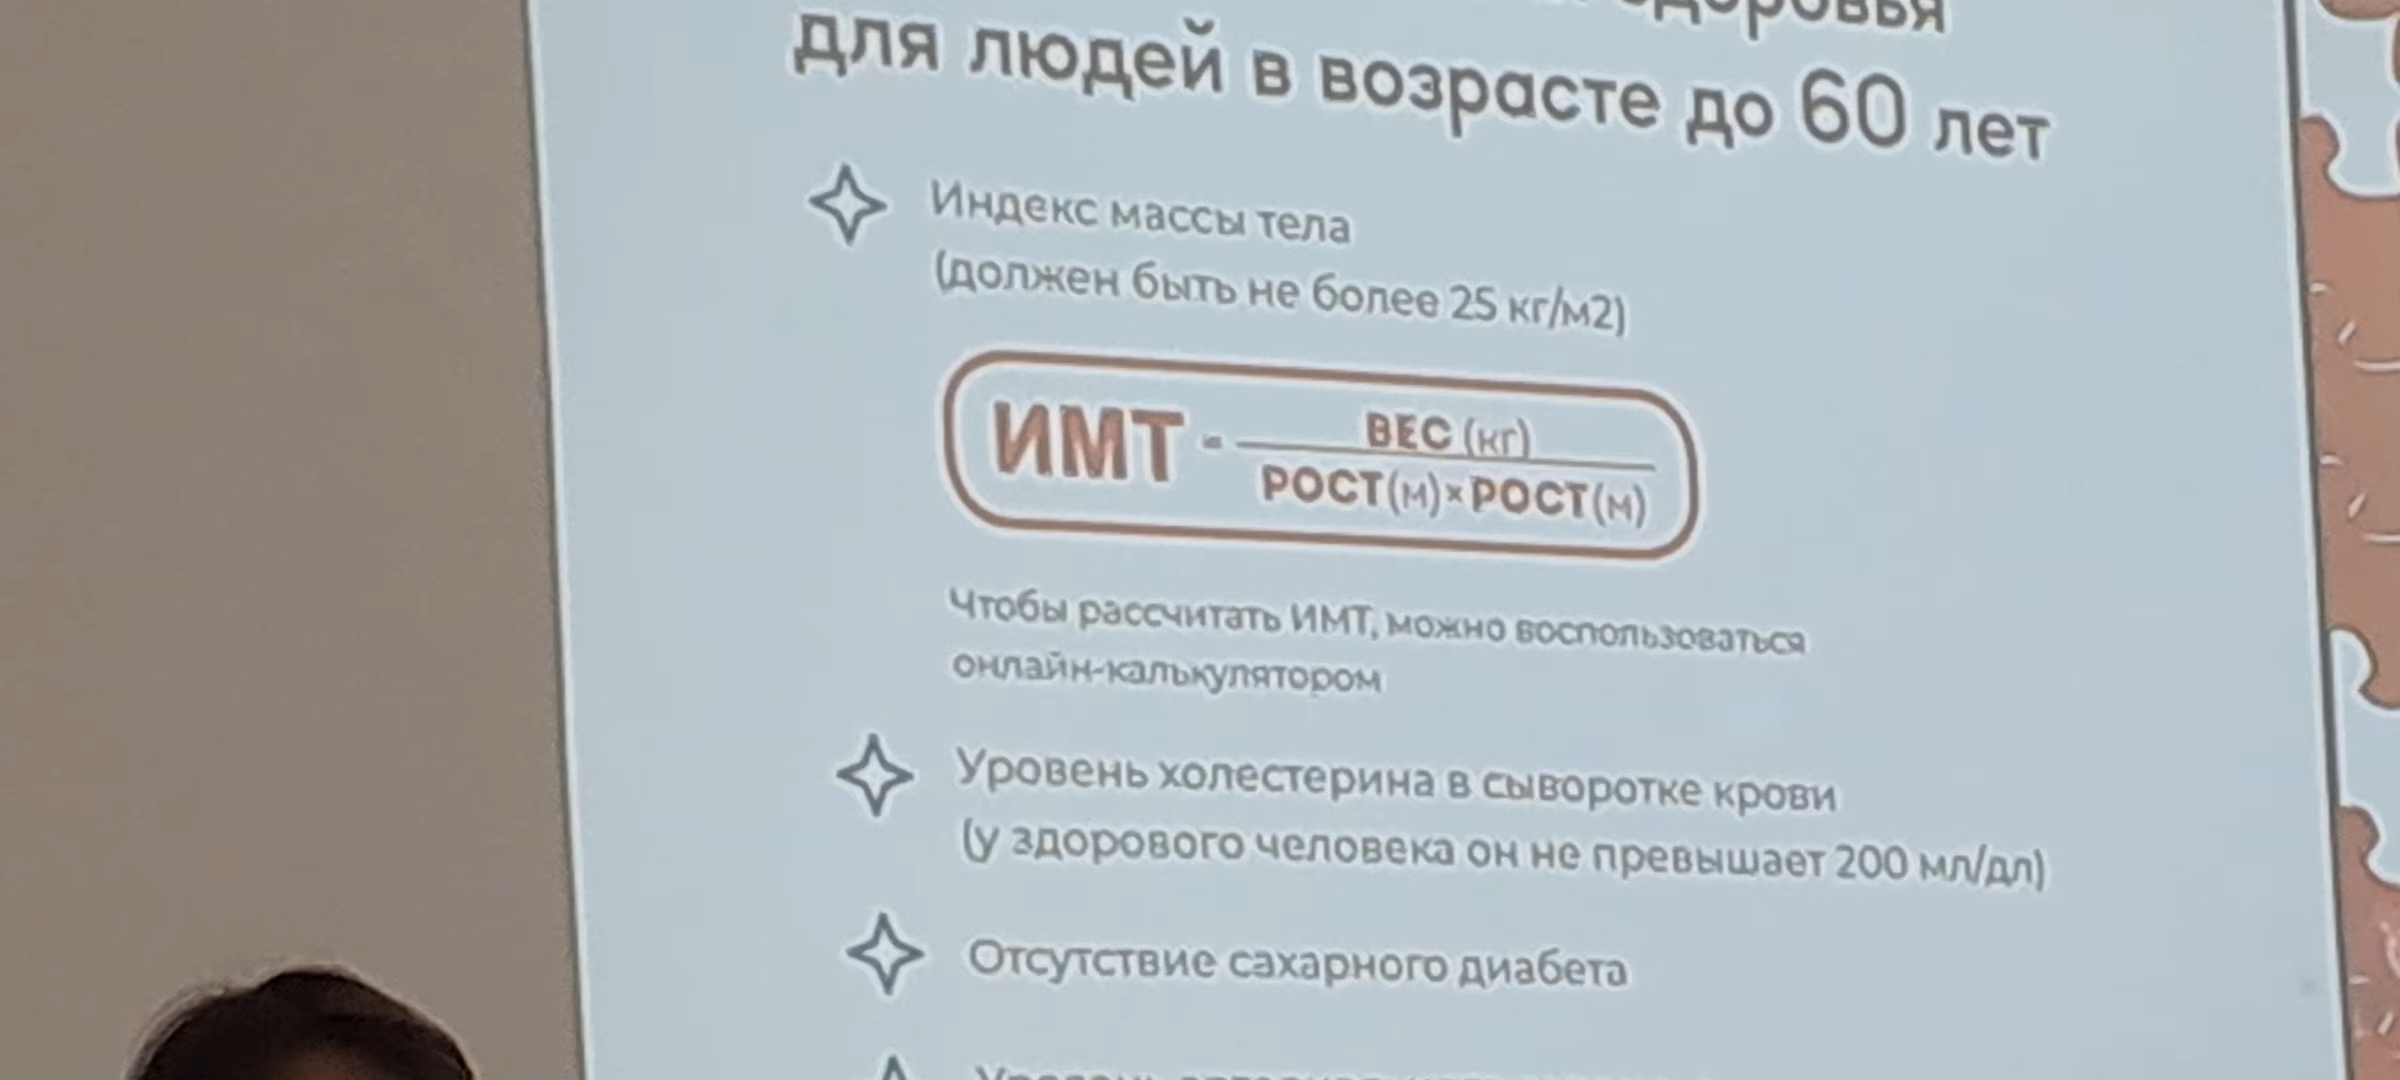 для людей в возрасте до 60 лет
Индекс массы тела
(должен быть не более 25 кг/м2)
ИМТ - ВЕС (кг)
РОСТ(м)×РОСТ(м)
Чтобы рассчитать ИМТ, можно воспользоваться
онлайн-калькулятором
Уровень холестерина в сыворотке крови
(у здорового человека он не превышает 200 мл/дл)
Отсутствие сахарного диабета